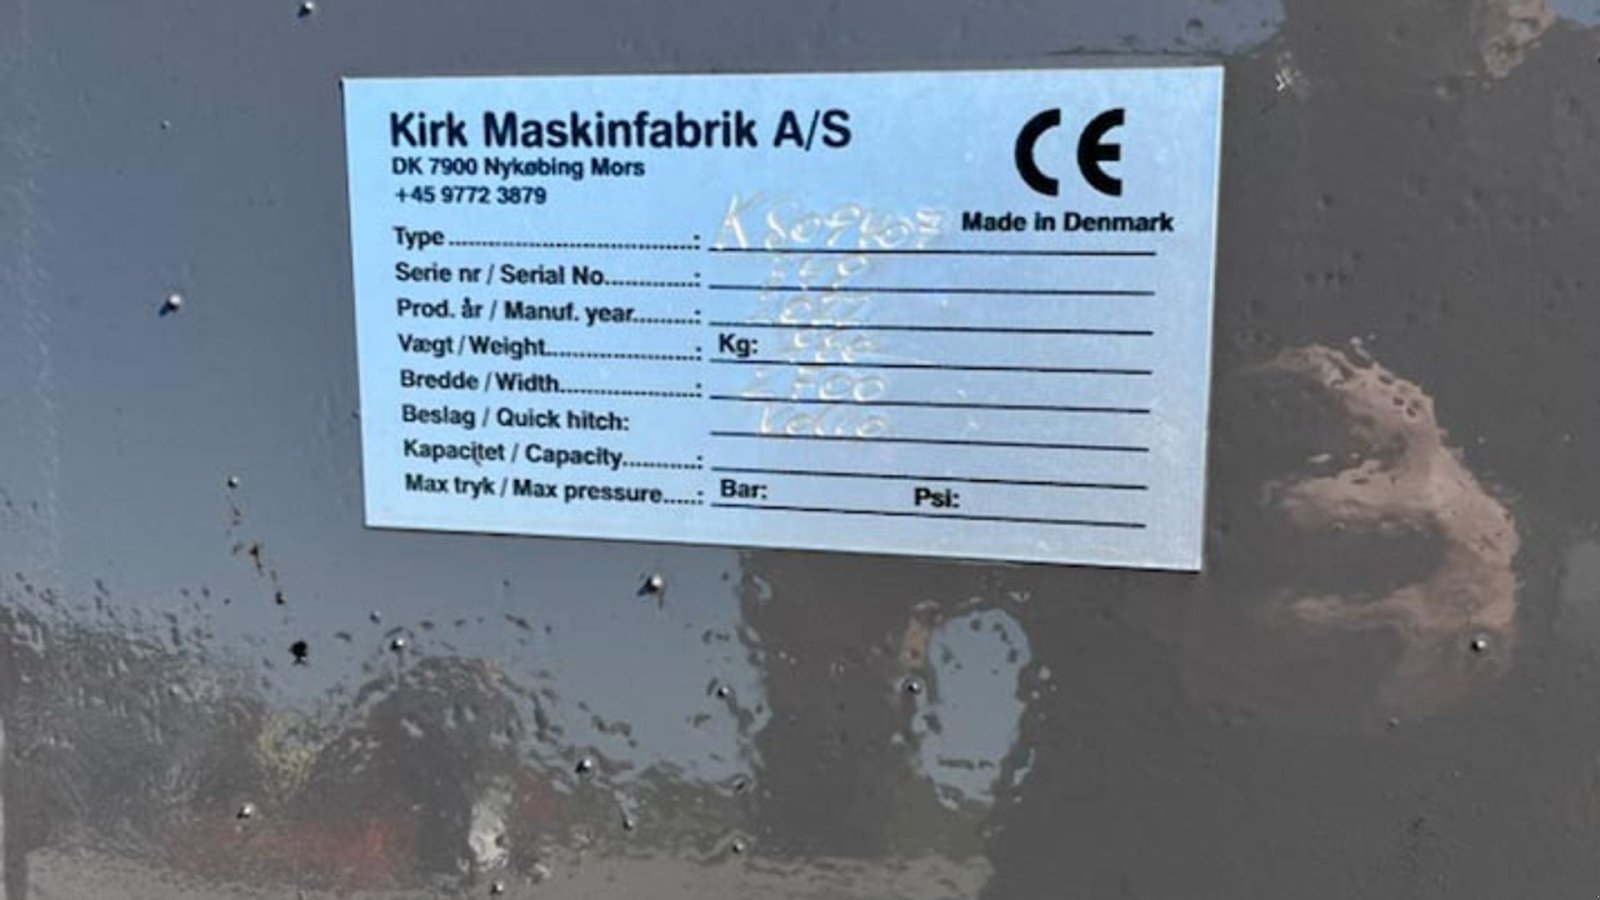 Kirk Maskinfabrik A/S
DK 7900 Nykøbing Mors
+45 9772 3879
CE
Made in Denmark
Type..................................:
Serie nr / Serial No.............:
Prod. år / Manuf. year.........:
Vægt / Weight.....................: Kg:
Bredde / Width...................: 2700
Beslag / Quick hitch:
Kapacitet / Capacity...........:
Max tryk / Max pressure.....: Bar: Psi: